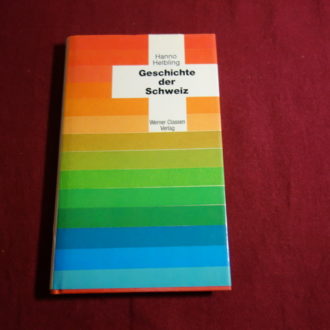 Hanno
Helbling
Geschichte
der
Schweiz
Werner Classen
Verlag